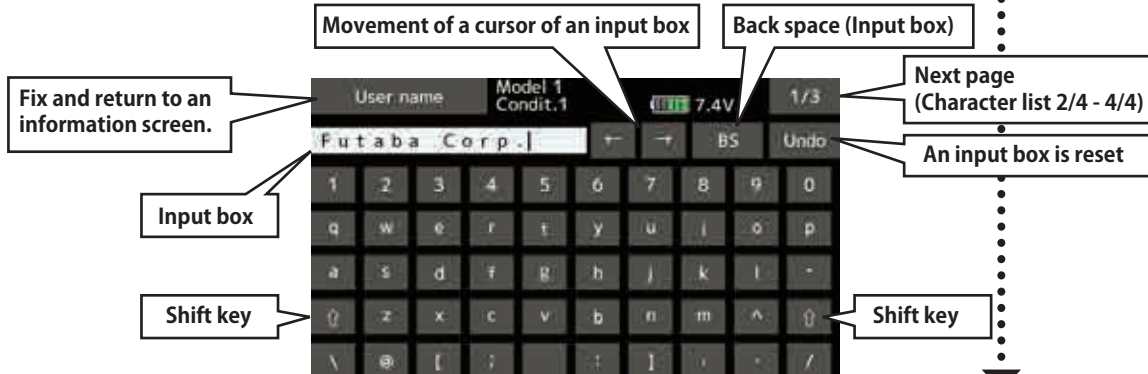 Movement of a cursor of an input box
Back space (Input box)
Fix and return to an
information screen.
Next page
(Character list 2/4 - 4/4)
User name
Model 1
Condit.1
7.4V
1/3
Futaba Corp.
← → BS Undo
An input box is reset
Input box
1 2 3 4 5 6 7 8 9 0
q w e r t y u i o p
a s d f g h j k l -
Shift key
⇧ z x c v b n m ^ ⇧
Shift key
\ @ [ ; : ] , . /